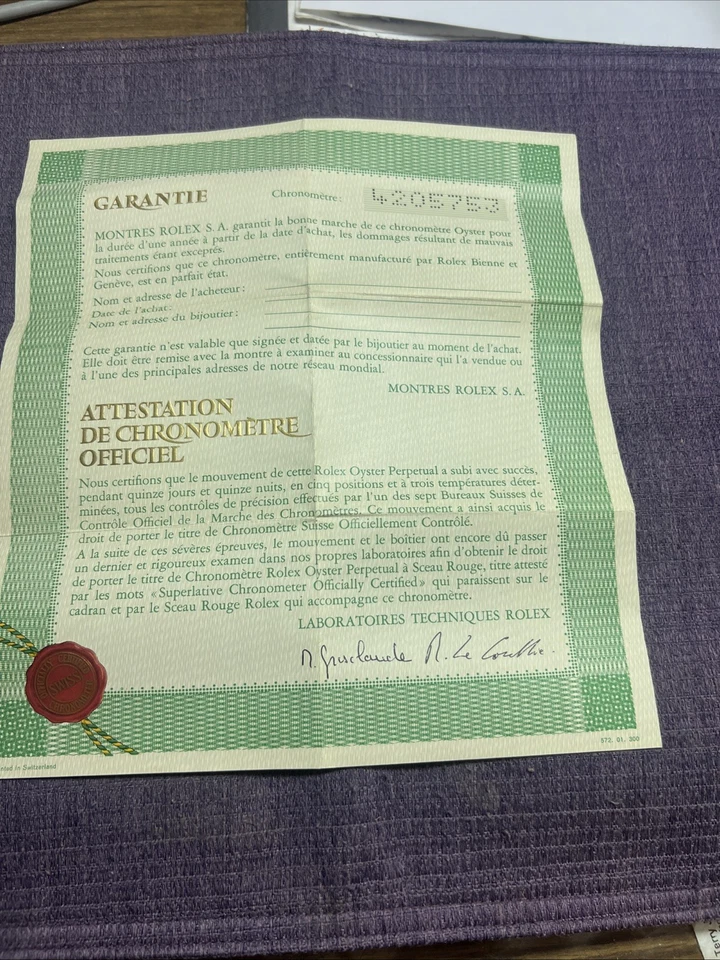 GARANTIE
Chronomètre :
4205753
MONTRES ROLEX S. A. garantit la bonne marche de ce chronomètre Oyster pour
la durée d'une année à partir de la date d'achat, les dommages résultant de mauvais
traitements étant exceptés.
Nous certifions que ce chronomètre, entièrement manufacturé par Rolex Bienne et
Genève, est en parfait état.
Nom et adresse de l'acheteur :
Date de l'achat:
Nom et adresse du bijoutier :
Cette garantie n'est valable que signée et datée par le bijoutier au moment de l'achat.
Elle doit être remise avec la montre à examiner au concessionnaire qui l'a vendue ou
à l'une des principales adresses de notre réseau mondial.
MONTRES ROLEX S. A.
ATTESTATION
DE CHRONOMÈTRE
OFFICIEL
Nous certifions que le mouvement de cette Rolex Oyster Perpetual a subi avec succès,
pendant quinze jours et quinze nuits, en cinq positions et à trois températures déter-
minées, tous les contrôles de précision effectués par l'un des sept Bureaux Suisses de
Contrôle Officiel de la Marche des Chronomètres. Ce mouvement a ainsi acquis le
droit de porter le titre de Chronomètre Suisse Officiellement Contrôlé.
A la suite de ces sévères épreuves, le mouvement et le boîtier ont encore dû passer
un dernier et rigoureux examen dans nos propres laboratoires afin d'obtenir le droit
de porter le titre de Chronomètre Rolex Oyster Perpetual à Sceau Rouge, titre attesté
par les mots «Superlative Chronometer Officially Certified» qui paraissent sur le
cadran et par le Sceau Rouge Rolex qui accompagne ce chronomètre.
LABORATOIRES TECHNIQUES ROLEX
572. 01. 300
in Switzerland